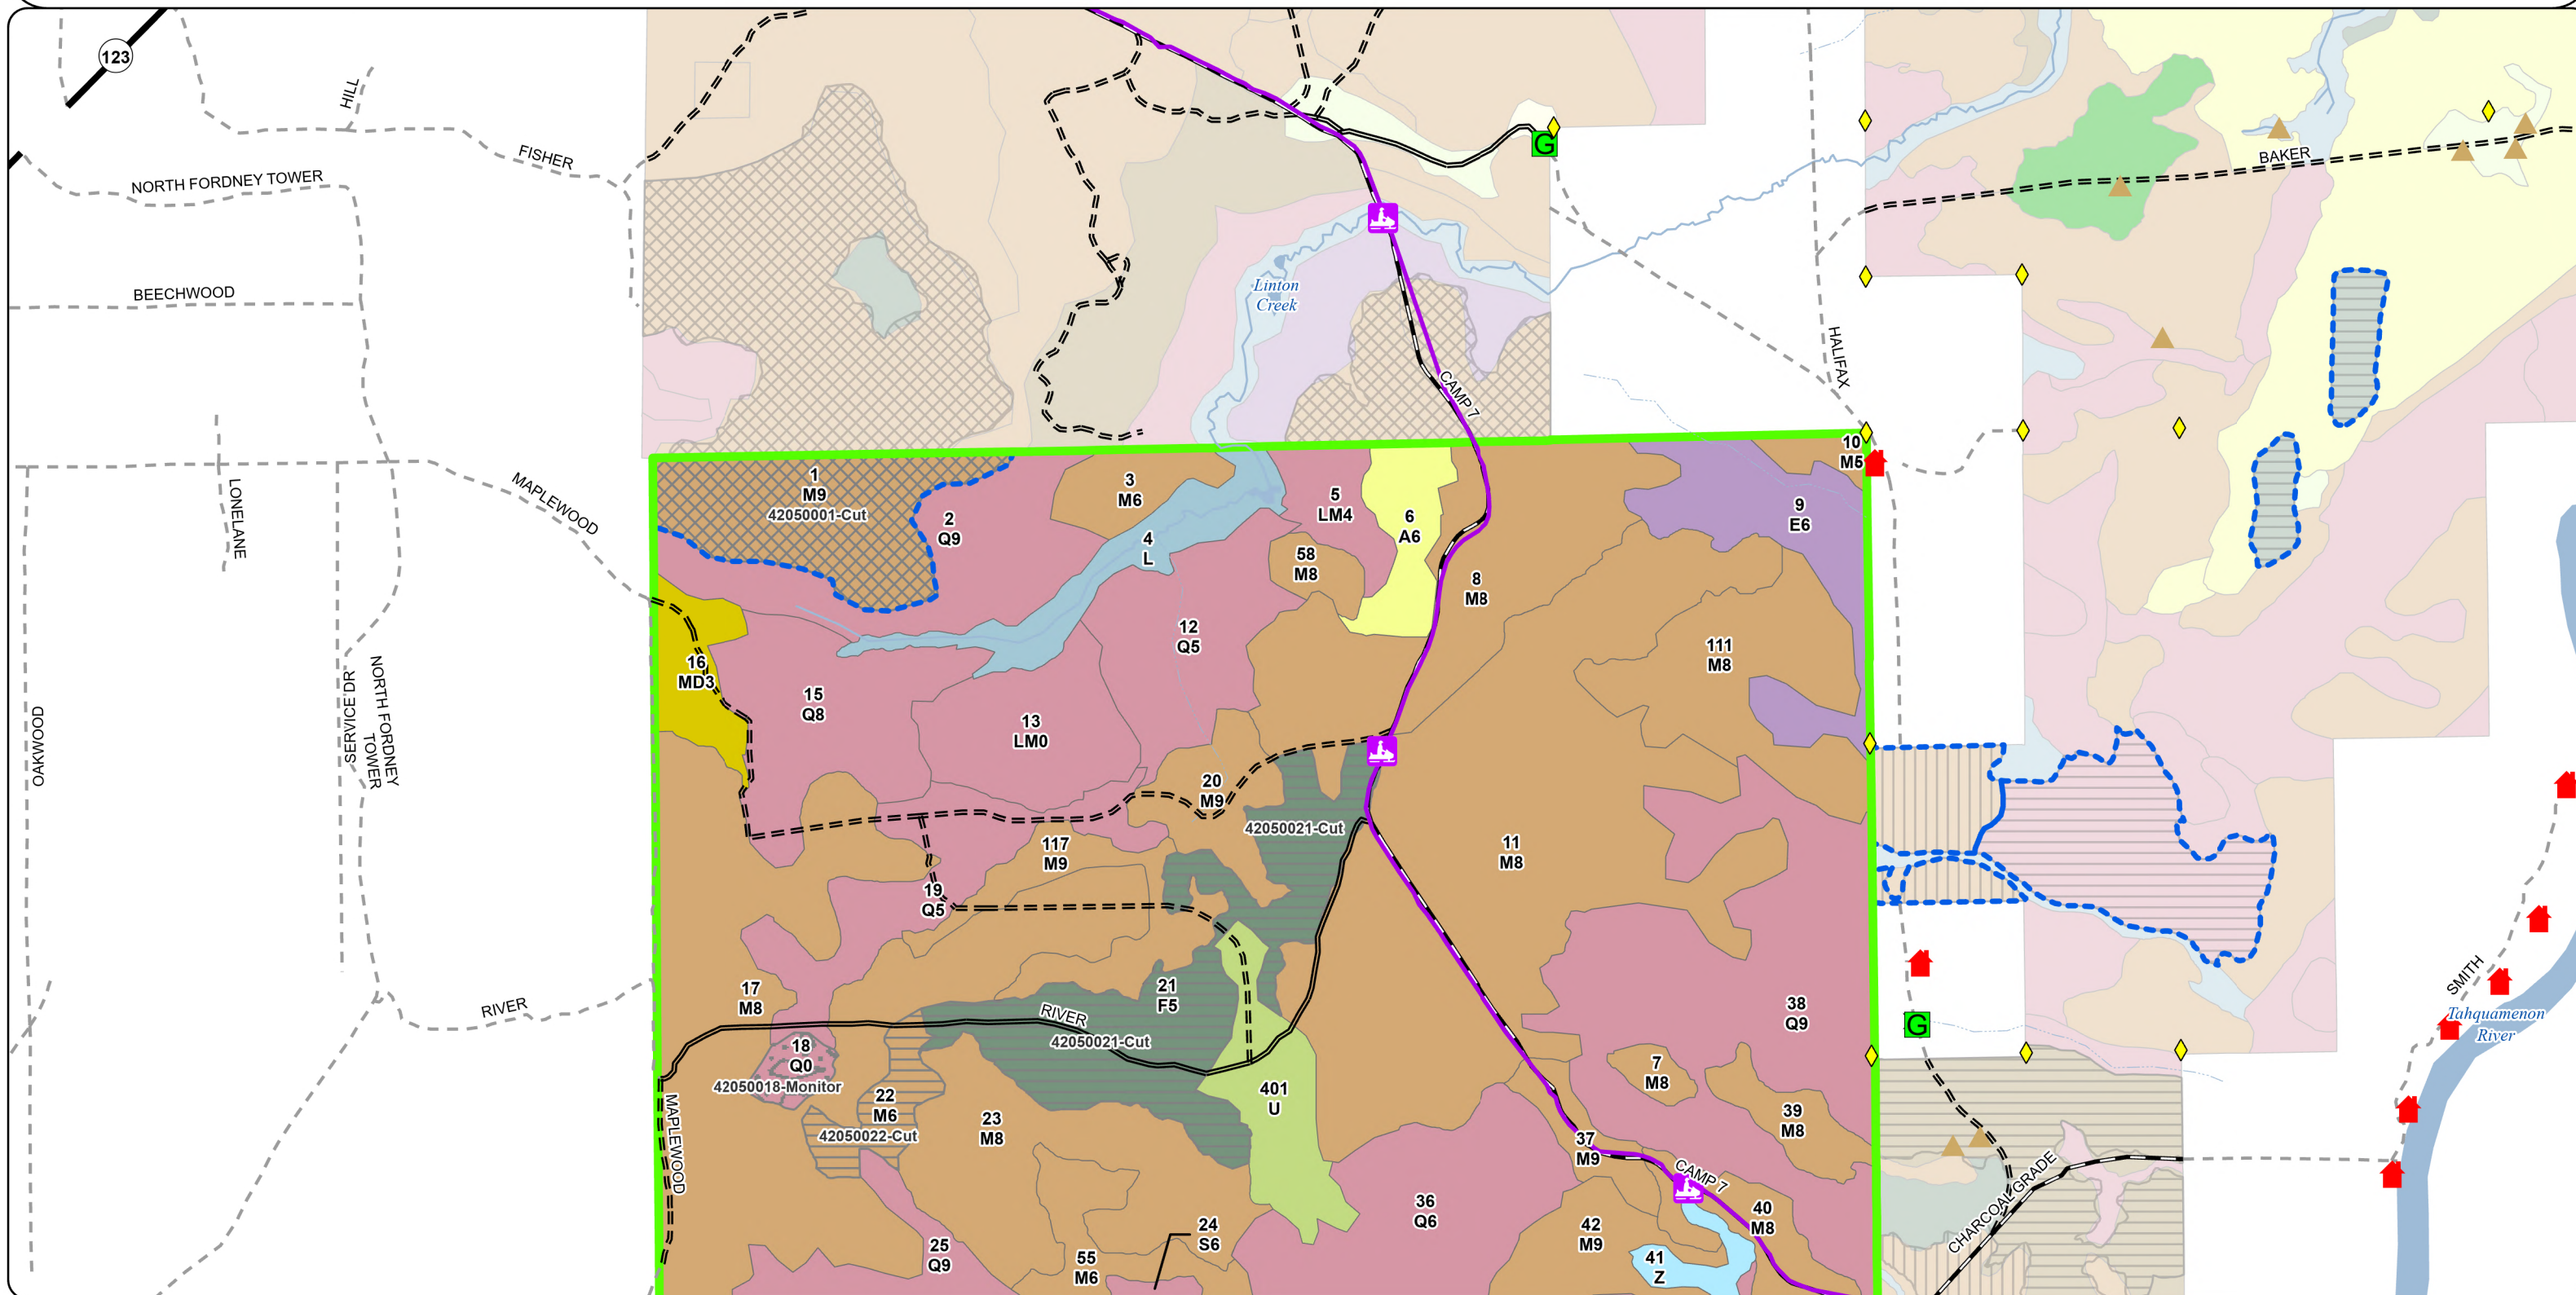 123
HILL
FISHER
NORTH FORDNEY TOWER
BEECHWOOD
G
BAKER
Linton
Creek
HALIFAX
CAMP 7
LONELANE
MAPLEWOOD
OAKWOOD
SERVICE DR
NORTH FORDNEY
TOWER
RIVER
1
M9
42050001-Cut
2
Q9
3
M6
4
L
5
LM4
6
A6
58
M8
8
M8
9
E6
10
M5
12
Q5
111
M8
16
MD3
15
Q8
13
LM0
20
M9
42050021-Cut
117
M9
11
M8
19
Q5
17
M8
21
F5
RIVER
42050021-Cut
38
Q9
18
Q0
42050018-Monitor
22
M6
42050022-Cut
23
M8
401
U
7
M8
39
M8
MAPLEWOOD
37
M9
CAMP 7
36
Q6
40
M8
42
M9
24
S6
25
Q9
55
M6
41
Z
G
SMITH
Tahquamenon
River
CHARCOAL GRADE